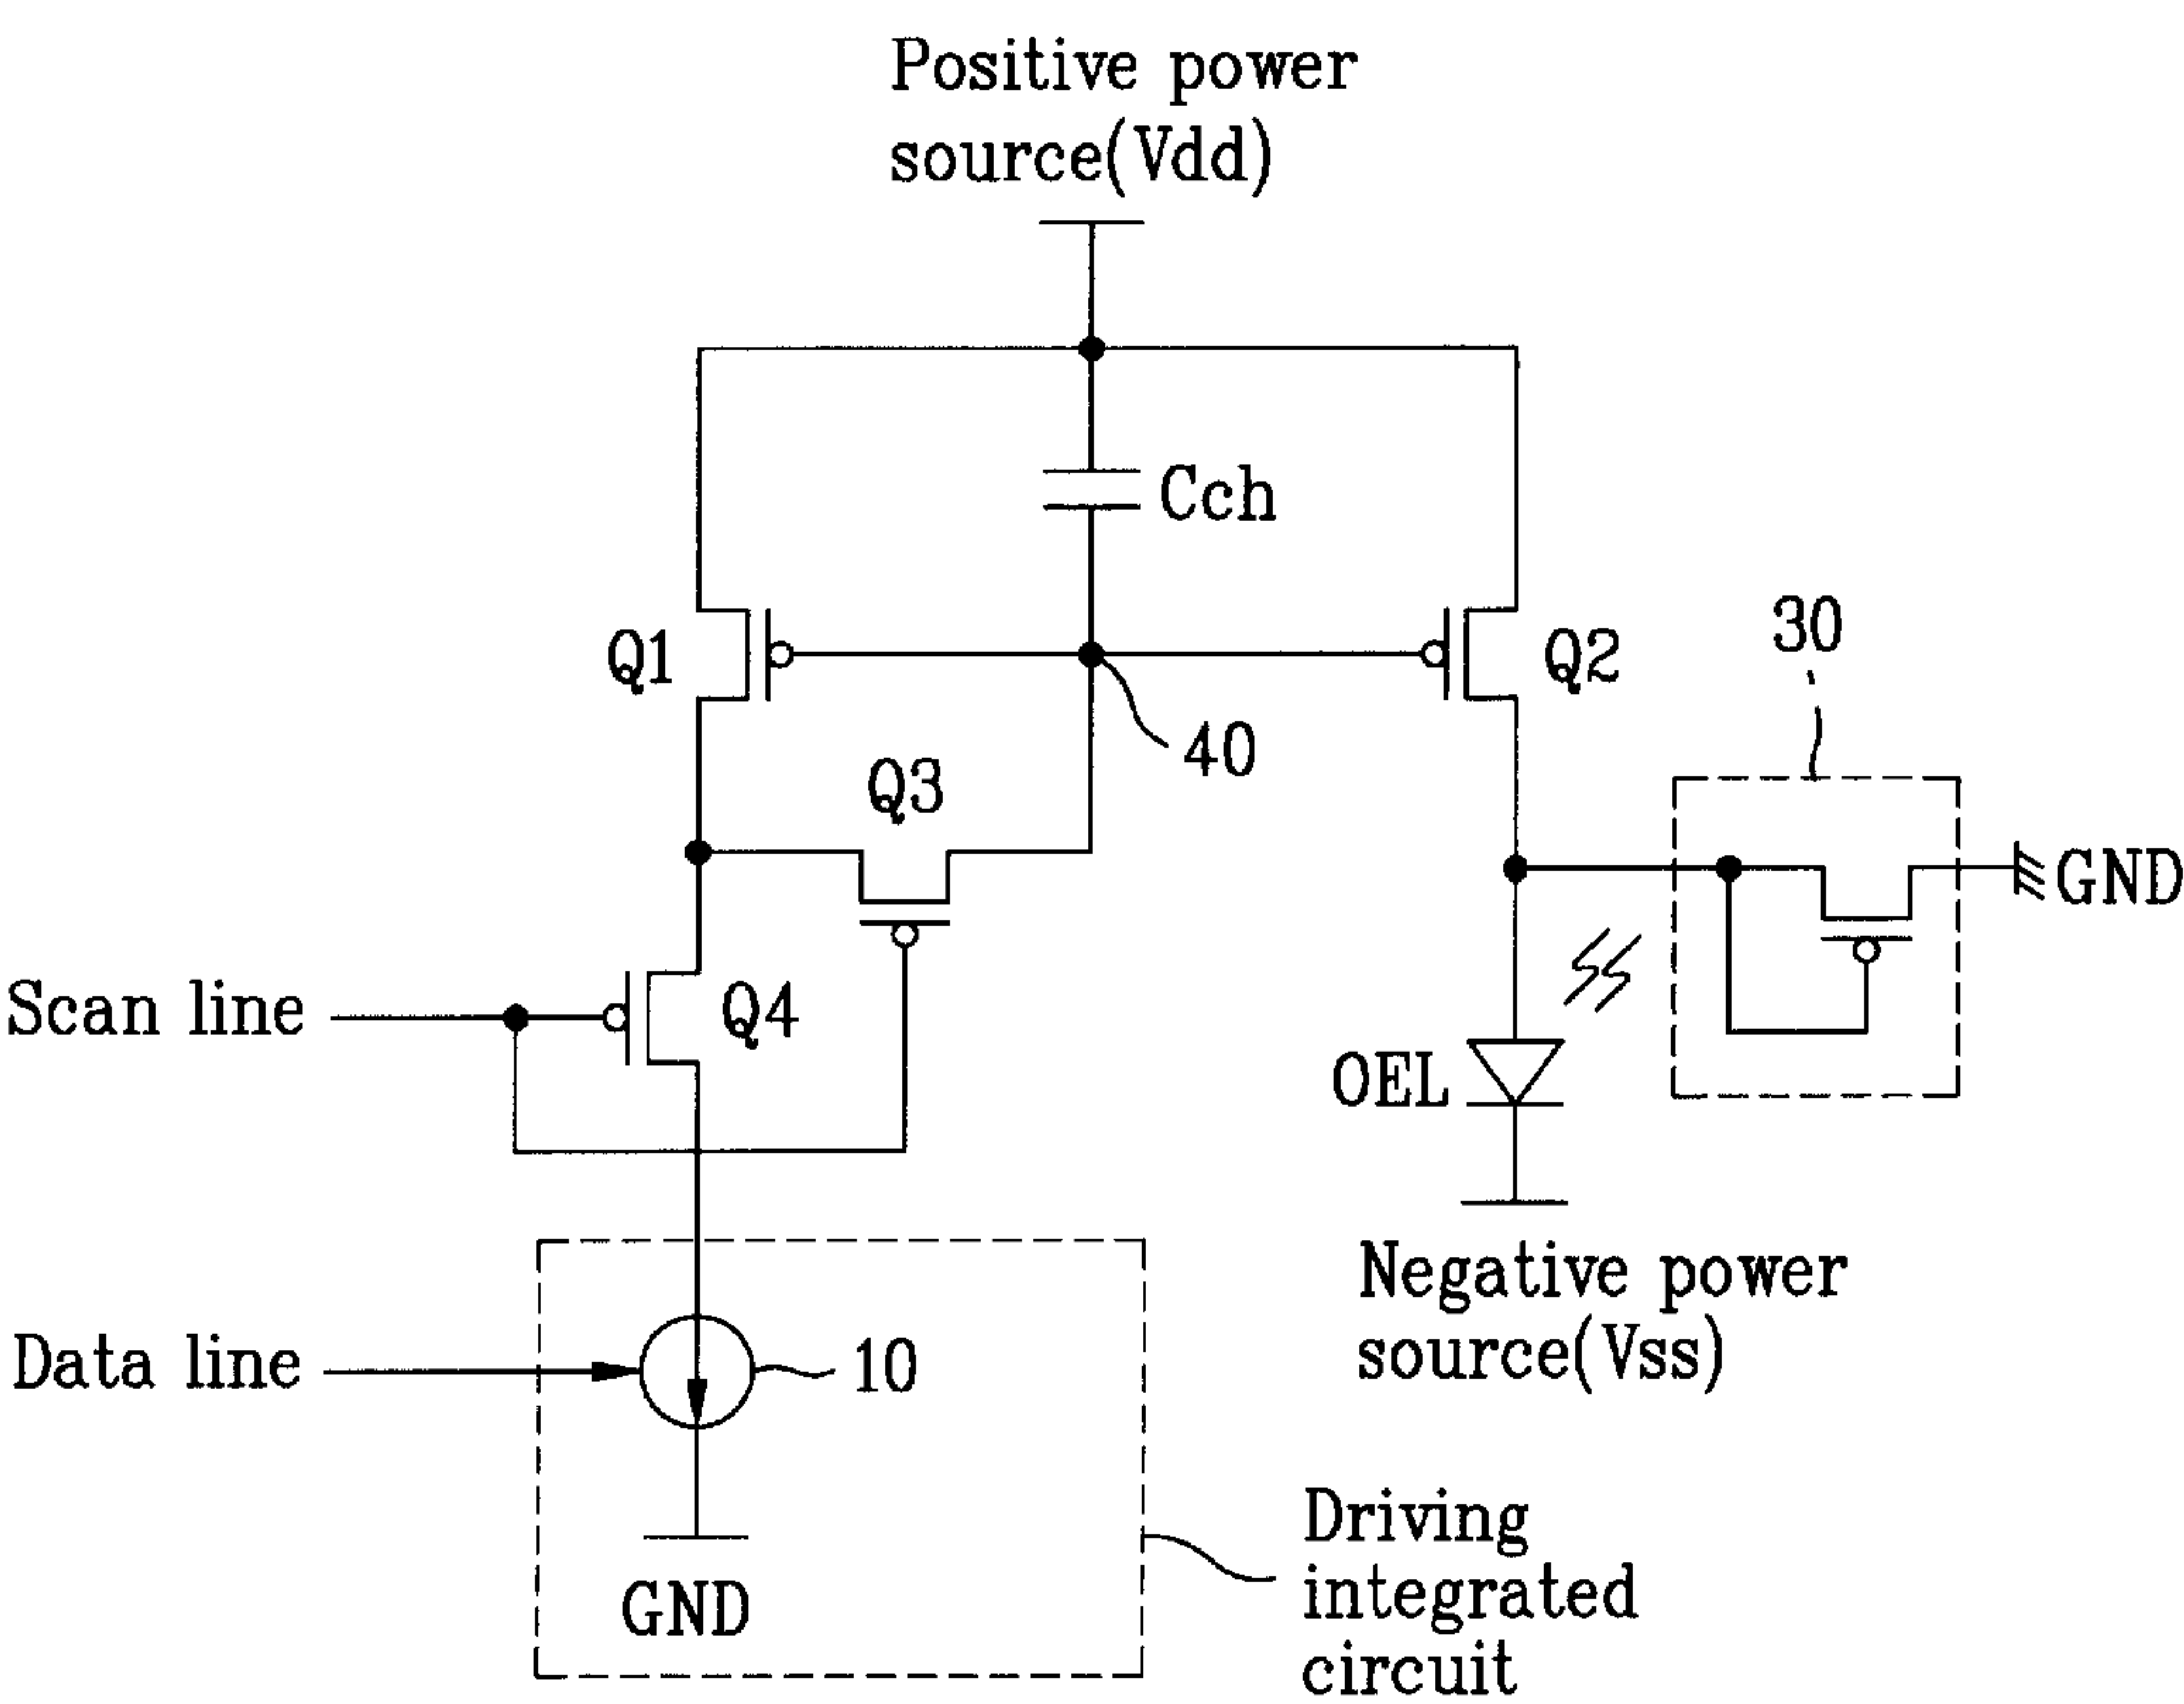 Positive power
source(Vdd)
Cch
Q1
Q2
30
40
Q3
GND
Scan line
Q4
OEL
Negative power
source(Vss)
Data line
10
GND
Driving
integrated
circuit